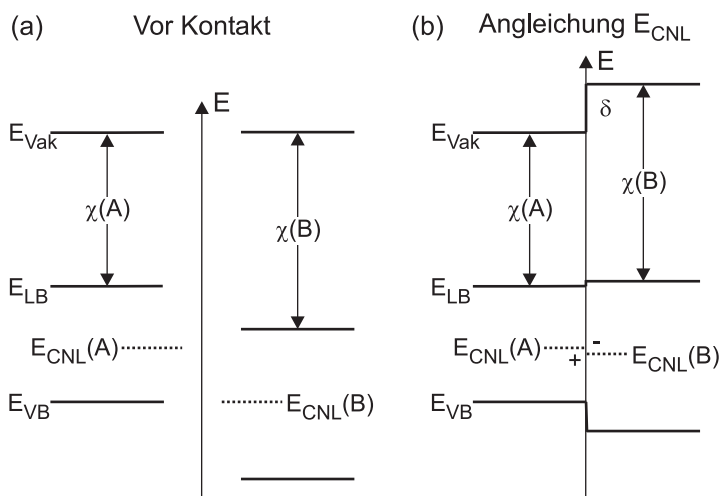 (a) Vor Kontakt
E
E_Vak
χ(A)
χ(B)
E_LB
E_CNL(A)
E_CNL(B)
E_VB
(b) Angleichung E_CNL
E
δ
E_Vak
χ(A)
χ(B)
E_LB
E_CNL(A)
-
+
E_CNL(B)
E_VB